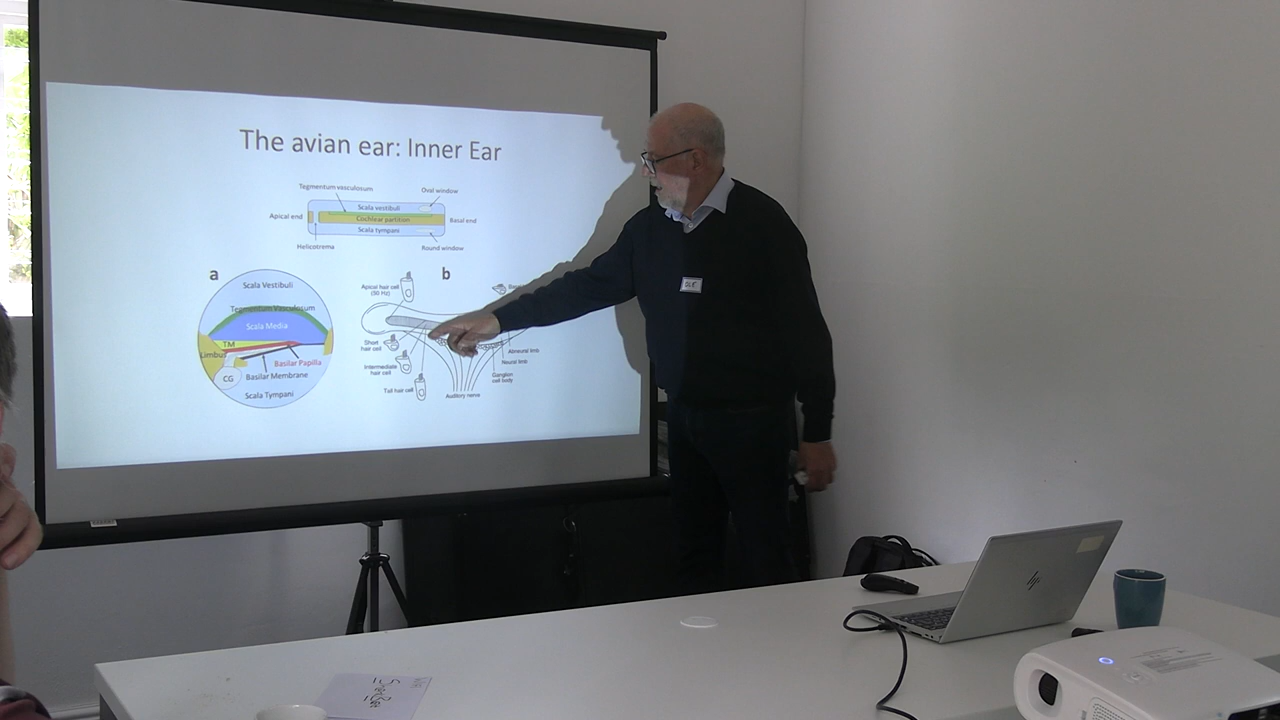 The avian ear: Inner Ear
Tegmentum vasculosum
Oval window
Scala vestibuli
Apical end
Cochlear partition
Basal end
Scala tympani
Helicotrema
Round window
a
b
Scala Vestibuli
Tegmentum Vasculosum
Scala Media
TM
Limbus
Basilar Papilla
CG
Basilar Membrane
Scala Tympani
Apical hair cell
(50 Hz)
Short
hair cell
Intermediate
hair cell
Tall hair cell
Abneural limb
Neural limb
Ganglion
cell body
Auditory nerve
hp